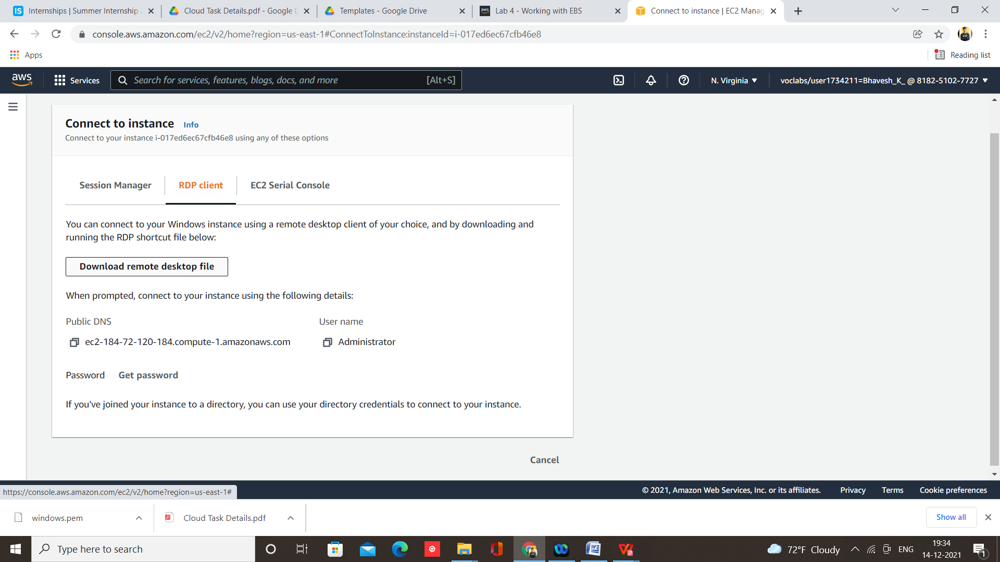 Internships | Summer Internship
Cloud Task Details.pdf - Google
Templates - Google Drive
Lab 4 - Working with EBS
Connect to instance | EC2 Manag
console.aws.amazon.com/ec2/v2/home?region=us-east-1#ConnectToInstance:instanceId=i-017ed6ec67cfb46e8
Apps
Reading list
aws
Services
Search for services, features, blogs, docs, and more
[Alt+S]
N. Virginia
voclabs/user1734211=Bhavesh_K_ @ 8182-5102-7727
Connect to instance Info
Connect to your instance i-017ed6ec67cfb46e8 using any of these options
Session Manager
RDP client
EC2 Serial Console
You can connect to your Windows instance using a remote desktop client of your choice, and by downloading and
running the RDP shortcut file below:
Download remote desktop file
When prompted, connect to your instance using the following details:
Public DNS
User name
ec2-184-72-120-184.compute-1.amazonaws.com
Administrator
Password Get password
If you've joined your instance to a directory, you can use your directory credentials to connect to your instance.
Cancel
https://console.aws.amazon.com/ec2/v2/home?region=us-east-1#
© 2021, Amazon Web Services, Inc. or its affiliates.
Privacy
Terms
Cookie preferences
windows.pem
Cloud Task Details.pdf
Show all
Type here to search
72°F Cloudy
ENG
19:34
14-12-2021
1